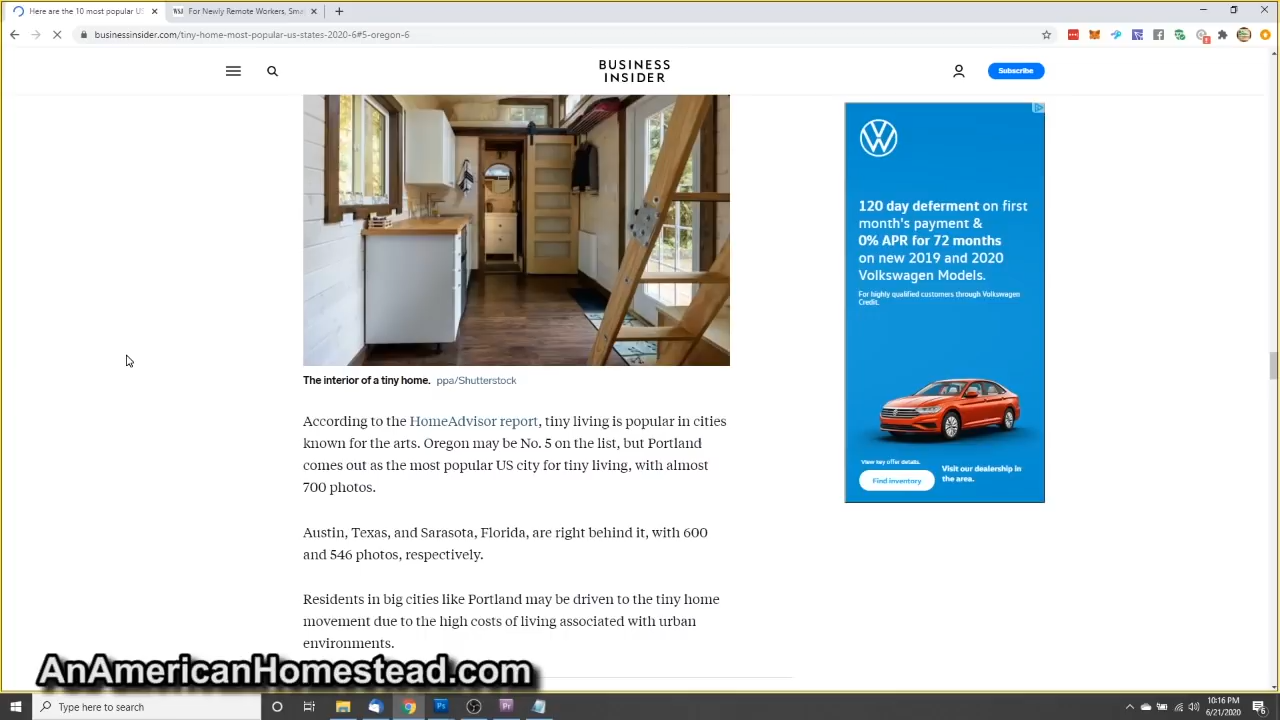 Here are the 10 most popular US
For Newly Remote Workers, Smal
businessinsider.com/tiny-home-most-popular-us-states-2020-6#5-oregon-6
BUSINESS
INSIDER
Subscribe
The interior of a tiny home. ppa/Shutterstock
According to the HomeAdvisor report, tiny living is popular in cities
known for the arts. Oregon may be No. 5 on the list, but Portland
comes out as the most popular US city for tiny living, with almost
700 photos.
Austin, Texas, and Sarasota, Florida, are right behind it, with 600
and 546 photos, respectively.
Residents in big cities like Portland may be driven to the tiny home
movement due to the high costs of living associated with urban
environments.
120 day deferment on first
month's payment &
0% APR for 72 months
on new 2019 and 2020
Volkswagen Models.
For highly qualified customers through Volkswagen
Credit.
View key offer details.
Find inventory
Visit our dealership in
the area.
AnAmericanHomestead.com
Type here to search
Ps
Pr
10:16 PM
6/21/2020